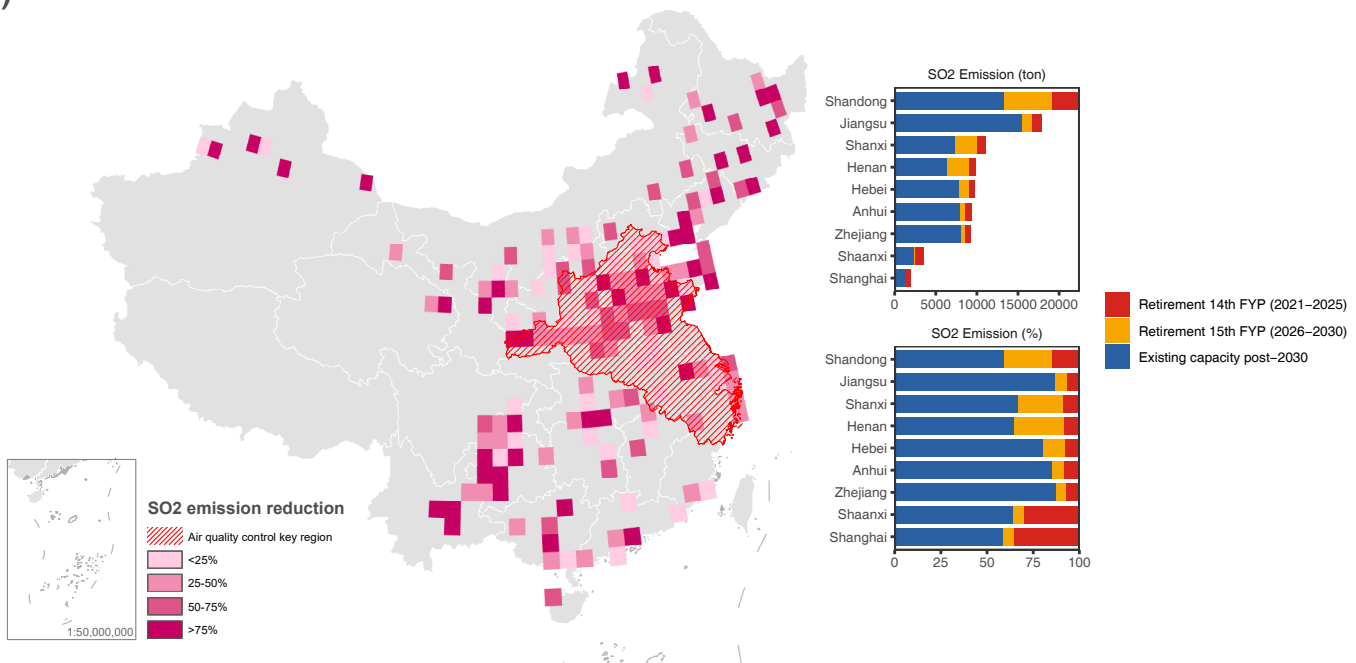 )
SO2 Emission (ton)
Shandong
Jiangsu
Shanxi
Henan
Hebei
Anhui
Zhejiang
Shaanxi
Shanghai
0 5000 10000 15000 20000
SO2 Emission (%)
Shandong
Jiangsu
Shanxi
Henan
Hebei
Anhui
Zhejiang
Shaanxi
Shanghai
0 25 50 75 100
Retirement 14th FYP (2021–2025)
Retirement 15th FYP (2026–2030)
Existing capacity post–2030
SO2 emission reduction
Air quality control key region
<25%
25-50%
50-75%
>75%
1:50,000,000